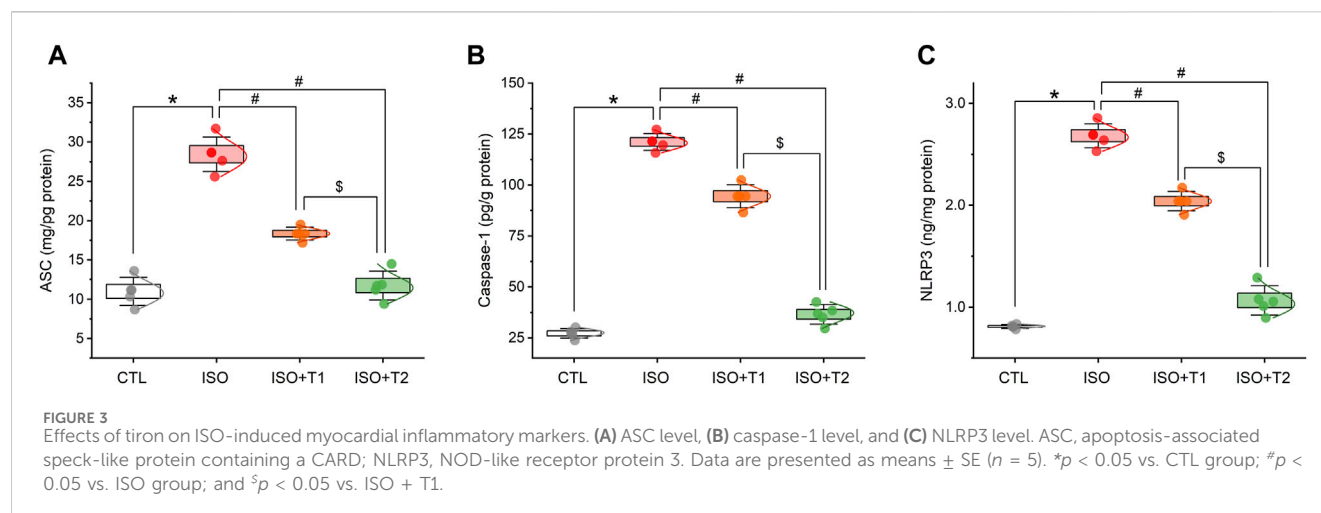 A
ASC (mg/pg protein)
35
30
25
20
15
10
5
*
#
#
$
CTL
ISO
ISO+T1
ISO+T2
B
Caspase-1 (pg/g protein)
150
125
100
75
50
25
*
#
#
$
CTL
ISO
ISO+T1
ISO+T2
C
NLRP3 (ng/mg protein)
3.0
2.0
1.0
*
#
#
$
CTL
ISO
ISO+T1
ISO+T2
FIGURE 3
Effects of tiron on ISO-induced myocardial inflammatory markers. (A) ASC level, (B) caspase-1 level, and (C) NLRP3 level. ASC, apoptosis-associated
speck-like protein containing a CARD; NLRP3, NOD-like receptor protein 3. Data are presented as means ± SE (n = 5). *p < 0.05 vs. CTL group; #p <
0.05 vs. ISO group; and $p < 0.05 vs. ISO + T1.